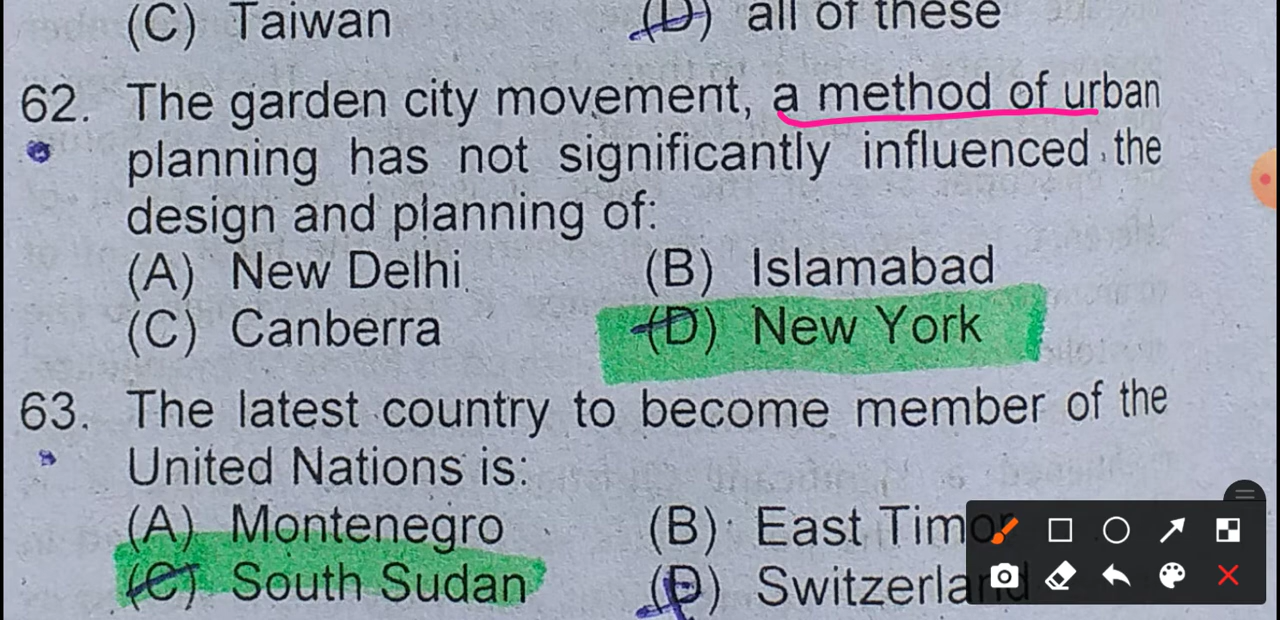 (C) Taiwan (D) all of these
62. The garden city movement, a method of urban
planning has not significantly influenced the
design and planning of:
(A) New Delhi (B) Islamabad
(C) Canberra (D) New York
63. The latest country to become member of the
United Nations is:
(A) Montenegro (B) East Timor
(C) South Sudan (D) Switzerland